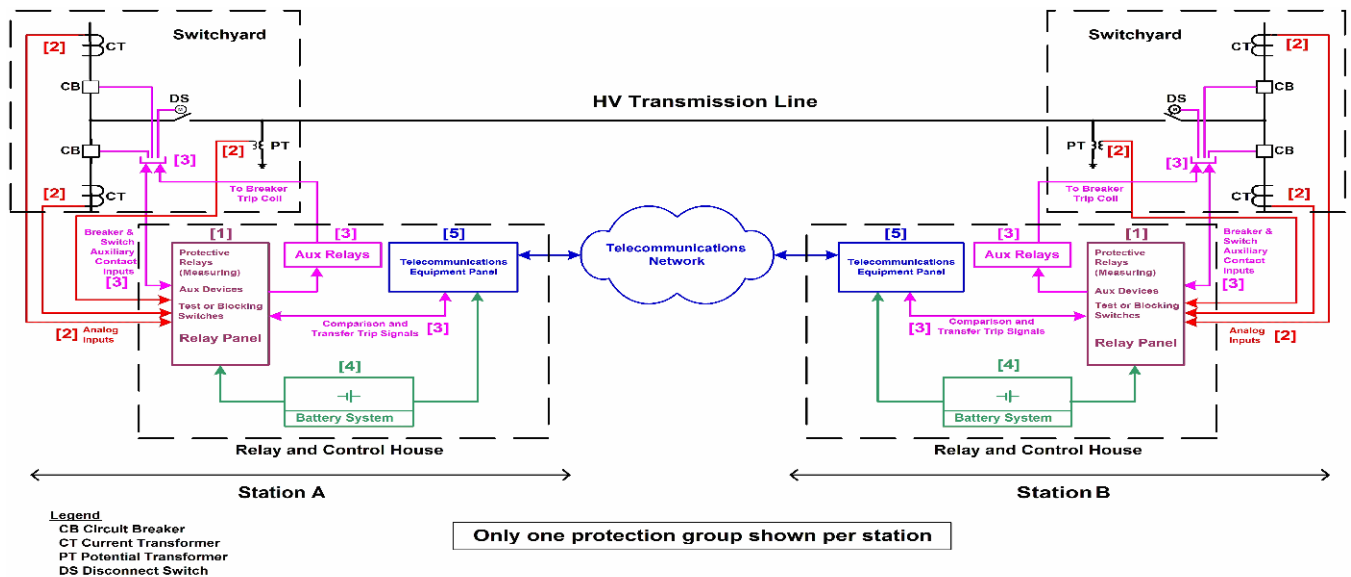 Switchyard
[2]
CT
CB
DS
CB
[3]
[2]
PT
[2]
CT
To Breaker
Trip Coil
HV Transmission Line
Switchyard
CT
[2]
CB
DS
CB
[3]
PT
[2]
CT
[2]
To Breaker
Trip Coil
Breaker &
Switch
Auxiliary
Contact
Inputs
[3]
[2] Analog
Inputs
[1]
Protective
Relays
(Measuring)
Aux Devices
Test or Blocking
Switches
Relay Panel
[3]
Aux Relays
[5]
Telecommunications
Equipment Panel
Comparison and
Transfer Trip Signals
[3]
[4]
Battery System
Relay and Control House
Station A
Telecommunications
Network
[5]
Telecommunications
Equipment Panel
[3]
Aux Relays
[1]
Protective
Relays
(Measuring)
Aux Devices
Test or Blocking
Switches
Relay Panel
Breaker &
Switch
Auxiliary
Contact
Inputs
[3]
Analog
Inputs [2]
[3]
Comparison and
Transfer Trip Signals
[4]
Battery System
Relay and Control House
Station B
Legend
CB Circuit Breaker
CT Current Transformer
PT Potential Transformer
DS Disconnect Switch
Only one protection group shown per station